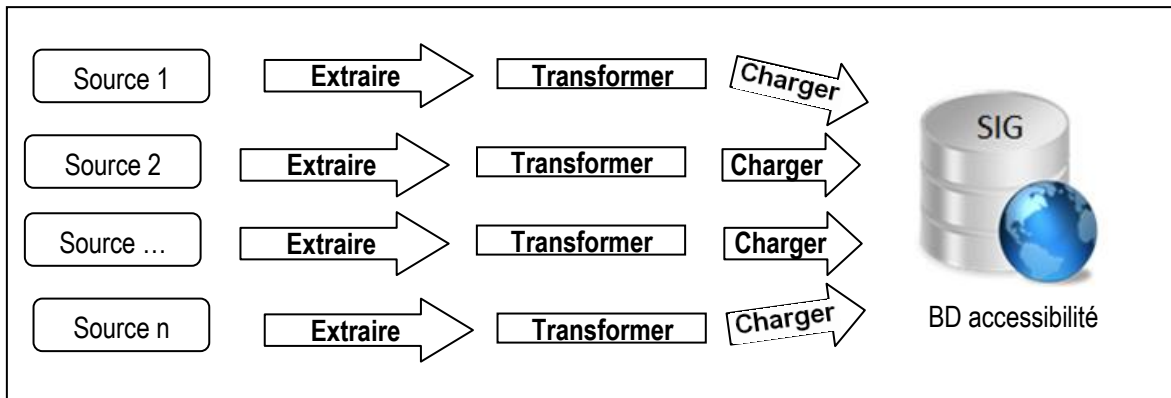 Source 1
Extraire
Transformer
Charger
Source 2
Extraire
Transformer
Charger
Source …
Extraire
Transformer
Charger
Source n
Extraire
Transformer
Charger
SIG
BD accessibilité